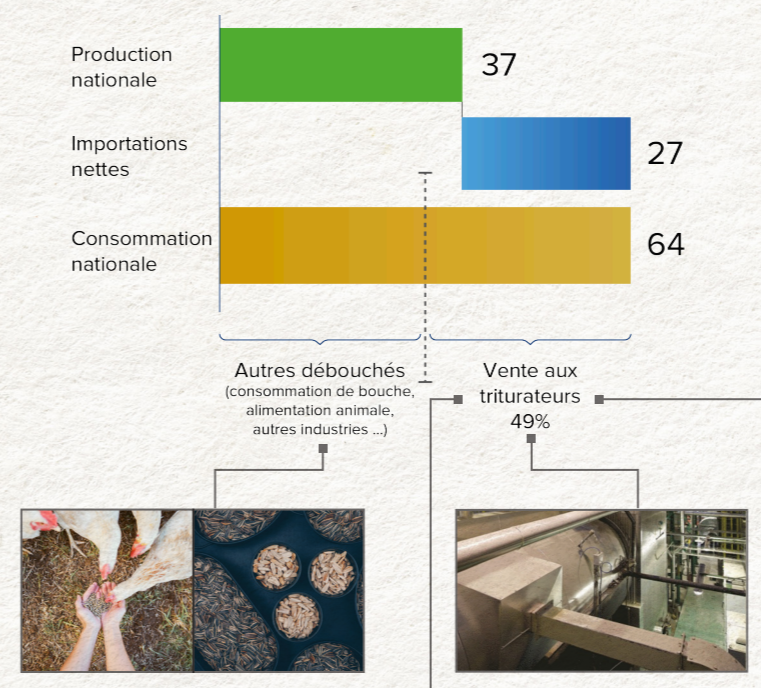 Production
nationale
37
Importations
nettes
27
Consommation
nationale
64
Autres débouchés
(consommation de bouche,
alimentation animale,
autres industries ...)
Vente aux
triturateurs
49%